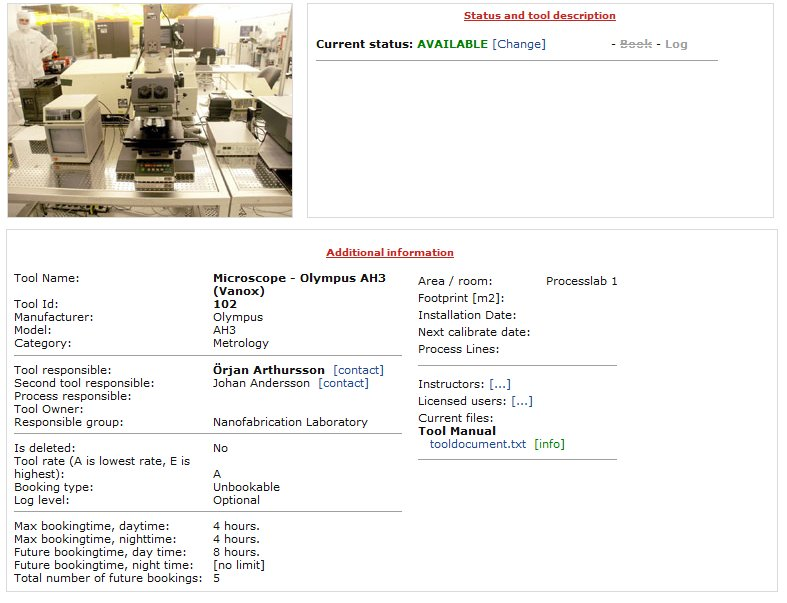 Status and tool description
Current status: AVAILABLE [Change] - Book - Log
Additional information
Tool Name: Microscope - Olympus AH3
(Vanox)
Tool Id: 102
Manufacturer: Olympus
Model: AH3
Category: Metrology
Tool responsible: Örjan Arthursson [contact]
Second tool responsible: Johan Andersson [contact]
Process responsible:
Tool Owner:
Responsible group: Nanofabrication Laboratory
Is deleted: No
Tool rate (A is lowest rate, E is
highest): A
Booking type: Unbookable
Log level: Optional
Max bookingtime, daytime: 4 hours.
Max bookingtime, nighttime: 4 hours.
Future bookingtime, day time: 8 hours.
Future bookingtime, night time: [no limit]
Total number of future bookings: 5
Area / room: Processlab 1
Footprint [m2]:
Installation Date:
Next calibrate date:
Process Lines:
Instructors: [...]
Licensed users: [...]
Current files:
Tool Manual
tooldocument.txt [info]